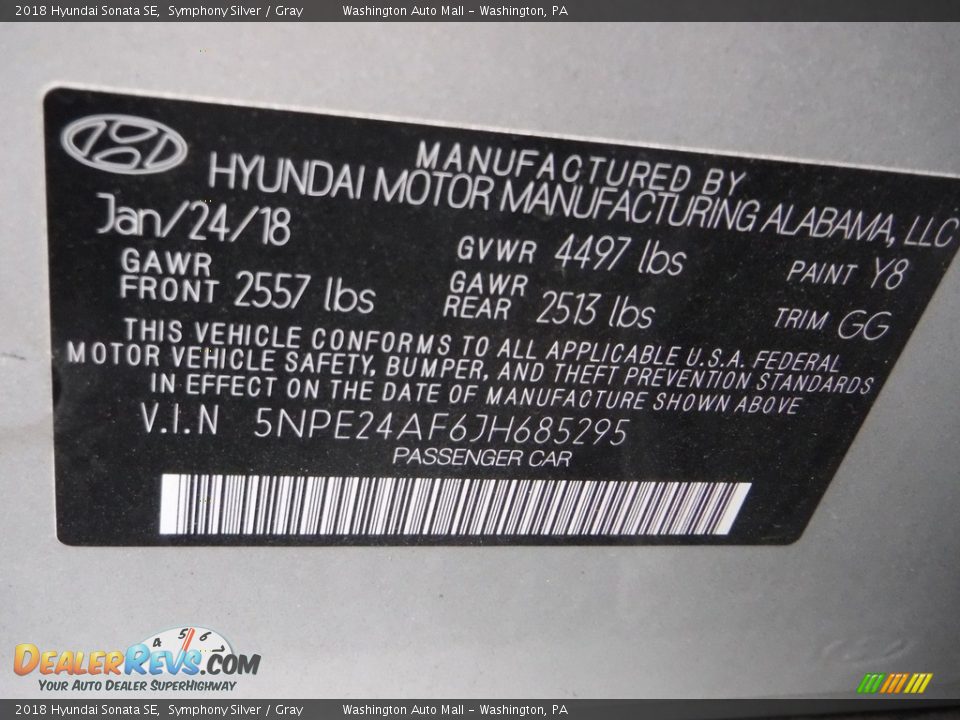 2018 Hyundai Sonata SE, Symphony Silver / Gray Washington Auto Mall - Washington, PA
MANUFACTURED BY
HYUNDAI MOTOR MANUFACTURING ALABAMA, LLC
Jan/24/18
GVWR 4497 lbs
PAINT Y8
GAWR FRONT 2557 lbs
GAWR REAR 2513 lbs
TRIM GG
THIS VEHICLE CONFORMS TO ALL APPLICABLE U.S.A. FEDERAL
MOTOR VEHICLE SAFETY, BUMPER, AND THEFT PREVENTION STANDARDS
IN EFFECT ON THE DATE OF MANUFACTURE SHOWN ABOVE
V.I.N 5NPE24AF6JH685295
PASSENGER CAR
4 5 6 7
DEALERREVS.COM
YOUR AUTO DEALER SUPERHIGHWAY
2018 Hyundai Sonata SE, Symphony Silver / Gray Washington Auto Mall - Washington, PA